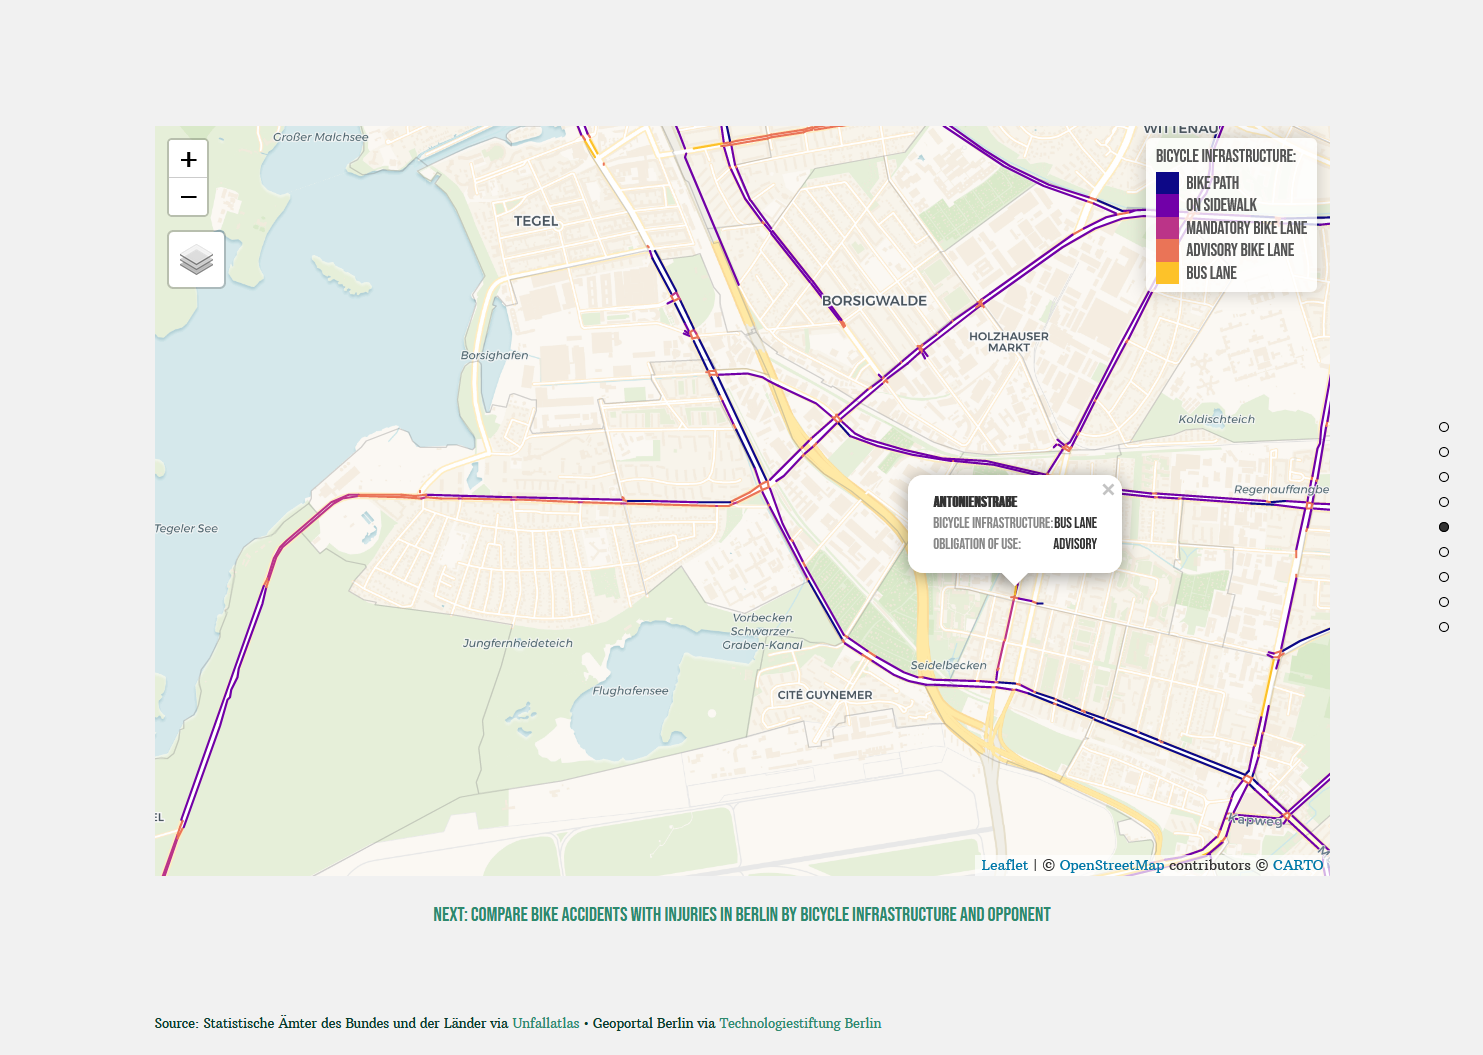 Großer Malchsee
WITTENAU
+
−
BICYCLE INFRASTRUCTURE:
BIKE PATH
ON SIDEWALK
MANDATORY BIKE LANE
ADVISORY BIKE LANE
BUS LANE
TEGEL
BORSIGWALDE
HOLZHAUSER
MARKT
Borsighafen
Koldischteich
Regenauffangbe
×
ANTONIENSTRAẞE
BICYCLE INFRASTRUCTURE: BUS LANE
OBLIGATION OF USE: ADVISORY
Tegeler See
Vorbecken
Schwarzer-
Graben-Kanal
Jungfernheideteich
Seidelbecken
Flughafensee
CITÉ GUYNEMER
EL
Kapweg
Leaflet | © OpenStreetMap contributors © CARTO
NEXT: COMPARE BIKE ACCIDENTS WITH INJURIES IN BERLIN BY BICYCLE INFRASTRUCTURE AND OPPONENT
Source: Statistische Ämter des Bundes und der Länder via Unfallatlas • Geoportal Berlin via Technologiestiftung Berlin